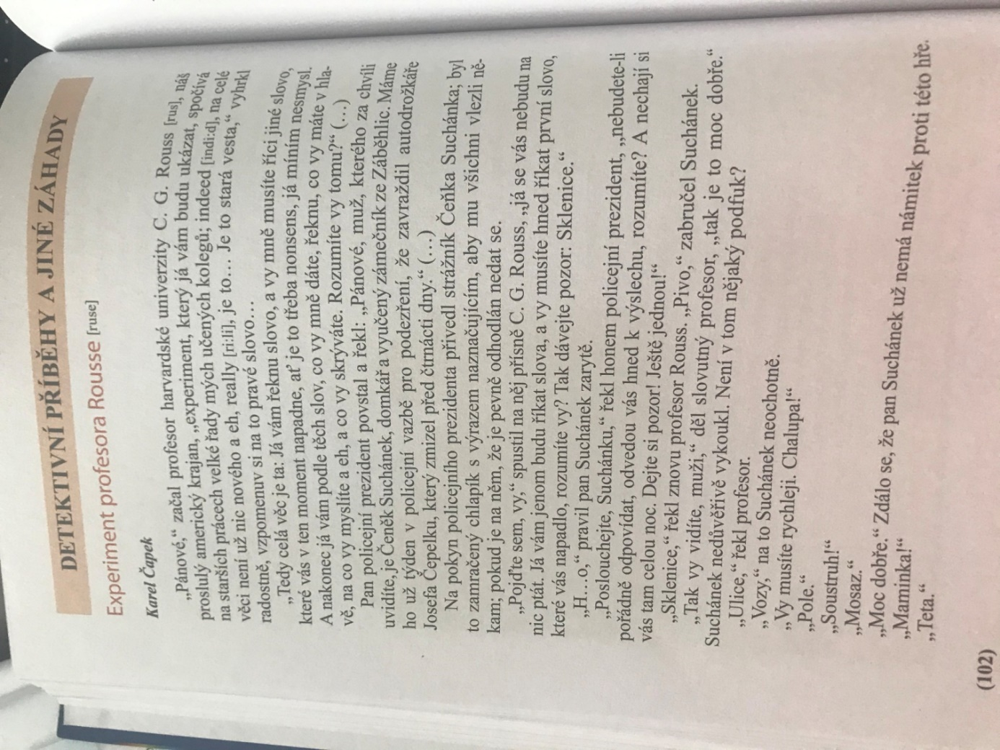 DETEKTIVNÍ PŘÍBĚHY A JINÉ ZÁHADY
Experiment profesora Rousse [ruse]
Karel Čapek
„Pánové,“ začal profesor harvardské univerzity C. G. Rouss [rus], náš
proslulý americký krajan, „experiment, který já vám budu ukázat, spočívá
na starších prácech velké řady mých učených kolegů; indeed [indi:d], na celé
věci není už nic nového a eh, really [ri:li], je to… Je to stará vesta,“ vyhrkl
radostně, vzpomenuv si na to pravé slovo…
„Tedy celá věc je ta: Já vám řeknu slovo, a vy mně musíte říci jiné slovo,
které vás v ten moment napadne, ať je to třeba nonsens, já míním nesmysl.
A nakonec já vám podle těch slov, co vy mně dáte, řeknu, co vy máte v hla-
vě, na co vy myslíte a eh, a co vy skrýváte. Rozumíte vy tomu?“ (…)
Pan policejní prezident povstal a řekl: „Pánové, muž, kterého za chvíli
uvidíte, je Čeněk Suchánek, domkář a vyučený zámečník ze Záběhlic. Máme
ho už týden v policejní vazbě pro podezření, že zavraždil autodrožkáře
Josefa Čepelku, který zmizel před čtrnácti dny.“ (…)
Na pokyn policejního prezidenta přivedl strážník Čeňka Suchánka; byl
to zamračený chlapík s výrazem naznačujícím, aby mu všichni vlezli ně-
kam; pokud je na něm, že je pevně odhodlán nedat se.
„Pojďte sem, vy,“ spustil na něj přísně C. G. Rouss, „já se vás nebudu na
nic ptát. Já vám jenom budu říkat slova, a vy musíte hned říkat první slovo,
které vás napadlo, rozumíte vy? Tak dávejte pozor: Sklenice.“
„H…o,“ pravil pan Suchánek zarytě.
„Poslouchejte, Suchánku,“ řekl honem policejní prezident, „nebudete-li
pořádně odpovídat, odvedou vás hned k výslechu, rozumíte? A nechají si
vás tam celou noc. Dejte si pozor! Ještě jednou!“
„Sklenice,“ řekl znovu profesor Rouss. „Pivo,“ zabručel Suchánek.
„Tak vy vidíte, muži,“ děl slovutný profesor, „tak je to moc dobře.“
Suchánek nedůvěřivě vykoukl. Není v tom nějaký podfuk?
„Ulice,“ řekl profesor.
„Vozy,“ na to Suchánek neochotně.
„Vy musíte rychleji. Chalupa!“
„Pole.“
„Soustruh!“
„Mosaz.“
„Moc dobře.“ Zdálo se, že pan Suchánek už nemá námitek proti této hře.
„Maminka!“
„Teta.“
(102)